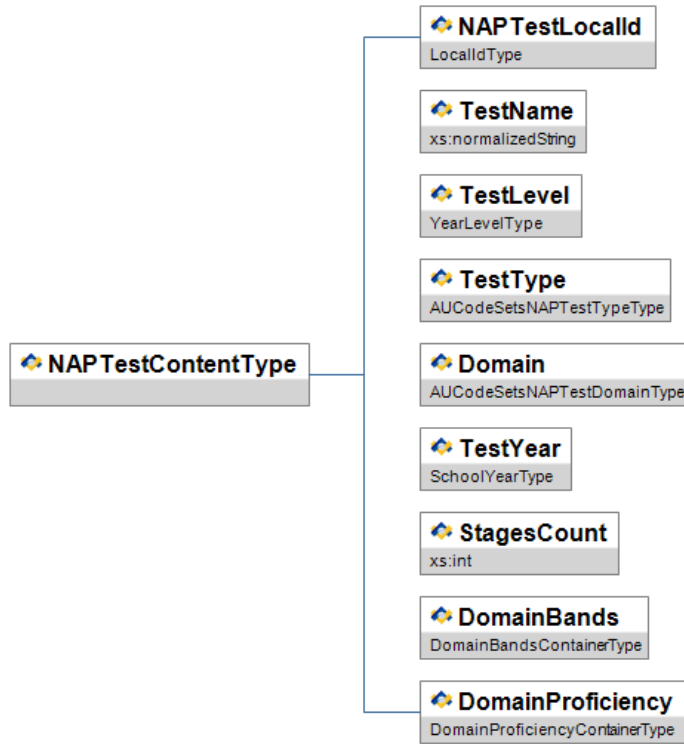 NAPTestLocalId
LocalIdType
TestName
xs:normalizedString
TestLevel
YearLevelType
TestType
AUCodeSetsNAPTestTypeType
NAPTestContentType
Domain
AUCodeSetsNAPTestDomainType
TestYear
SchoolYearType
StagesCount
xs:int
DomainBands
DomainBandsContainerType
DomainProficiency
DomainProficiencyContainerType